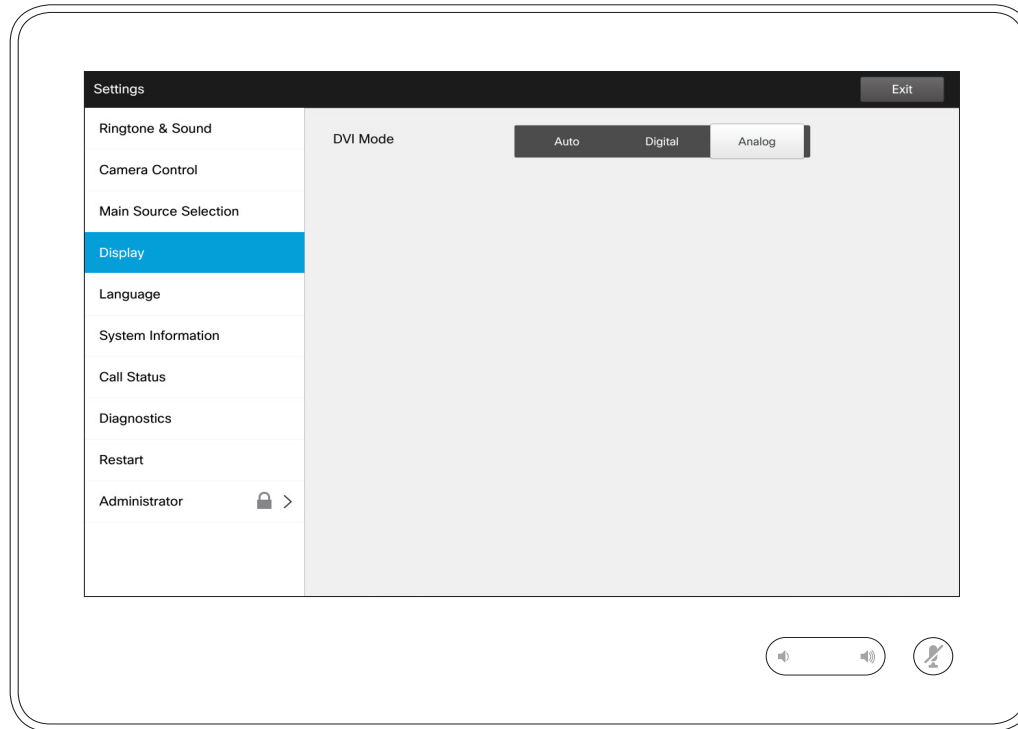 Settings
Exit
Ringtone & Sound
DVI Mode
Auto
Digital
Analog
Camera Control
Main Source Selection
Display
Language
System Information
Call Status
Diagnostics
Restart
Administrator